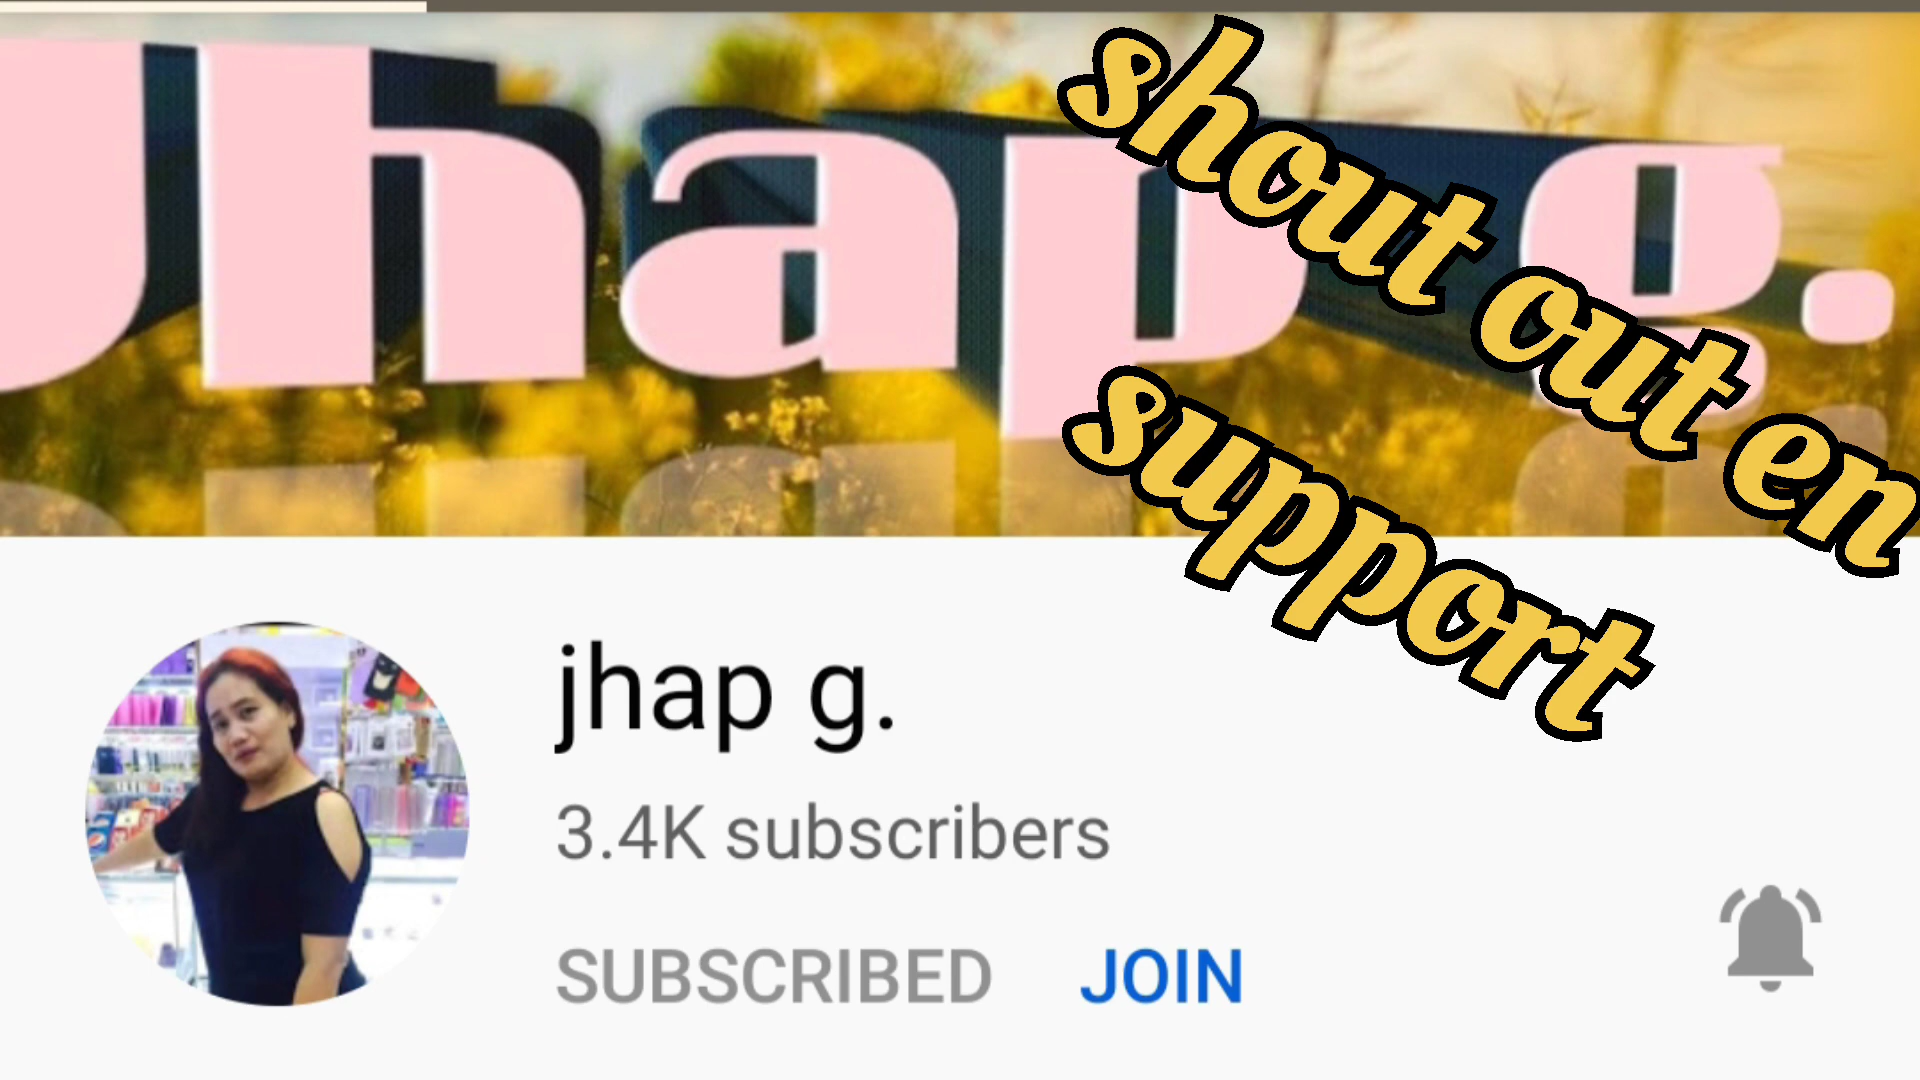 Jhap g.
shout out en
support
jhap g.
3.4K subscribers
SUBSCRIBED JOIN